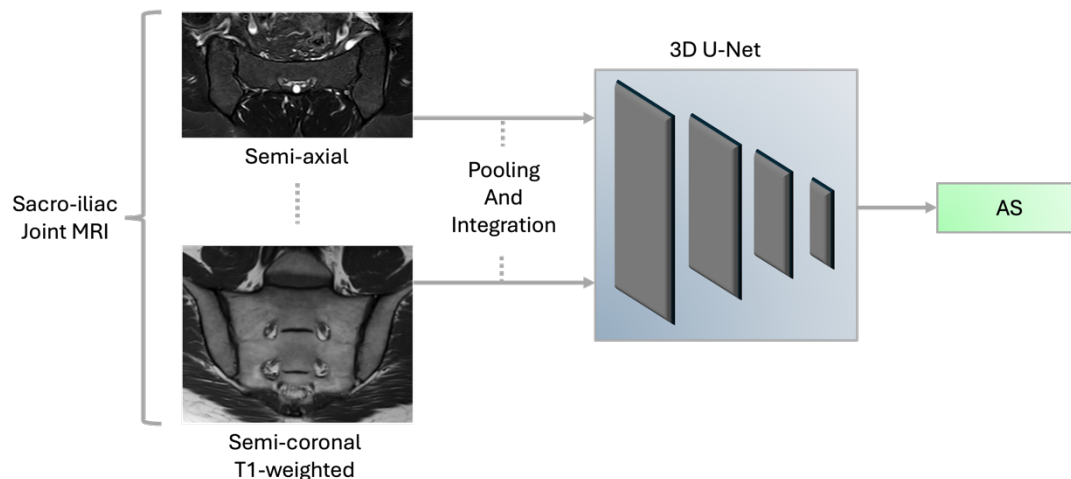 3D U-Net
Semi-axial
Sacro-iliac
Joint MRI
Pooling
And
Integration
AS
Semi-coronal
T1-weighted